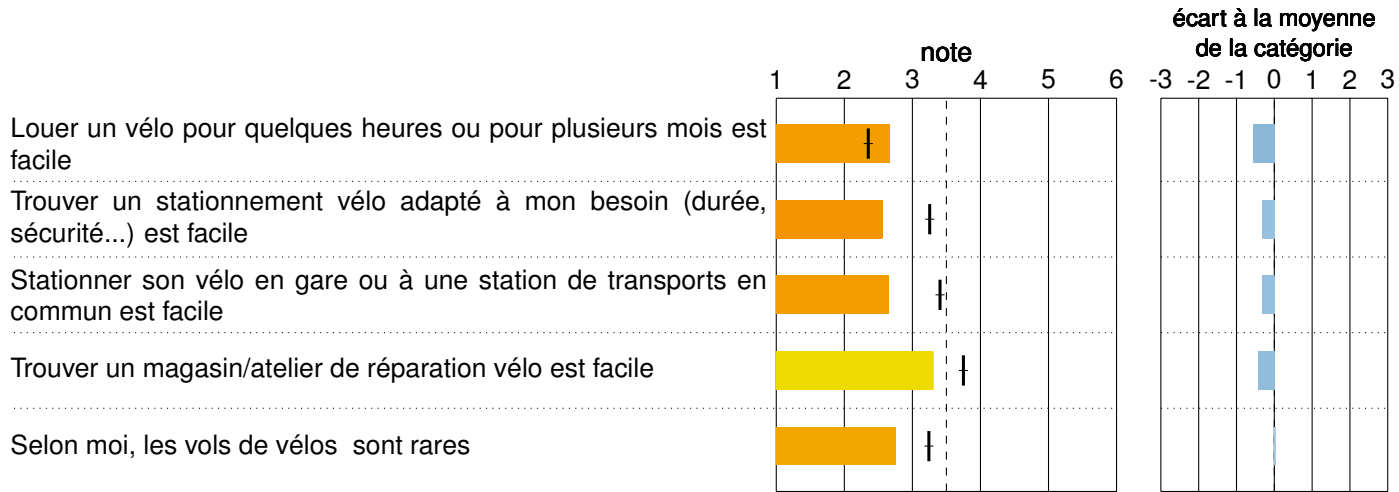 écart à la moyenne
note de la catégorie
1 2 3 4 5 6 -3 -2 -1 0 1 2 3
Louer un vélo pour quelques heures ou pour plusieurs mois est
facile
Trouver un stationnement vélo adapté à mon besoin (durée,
sécurité...) est facile
Stationner son vélo en gare ou à une station de transports en
commun est facile
Trouver un magasin/atelier de réparation vélo est facile
Selon moi, les vols de vélos sont rares